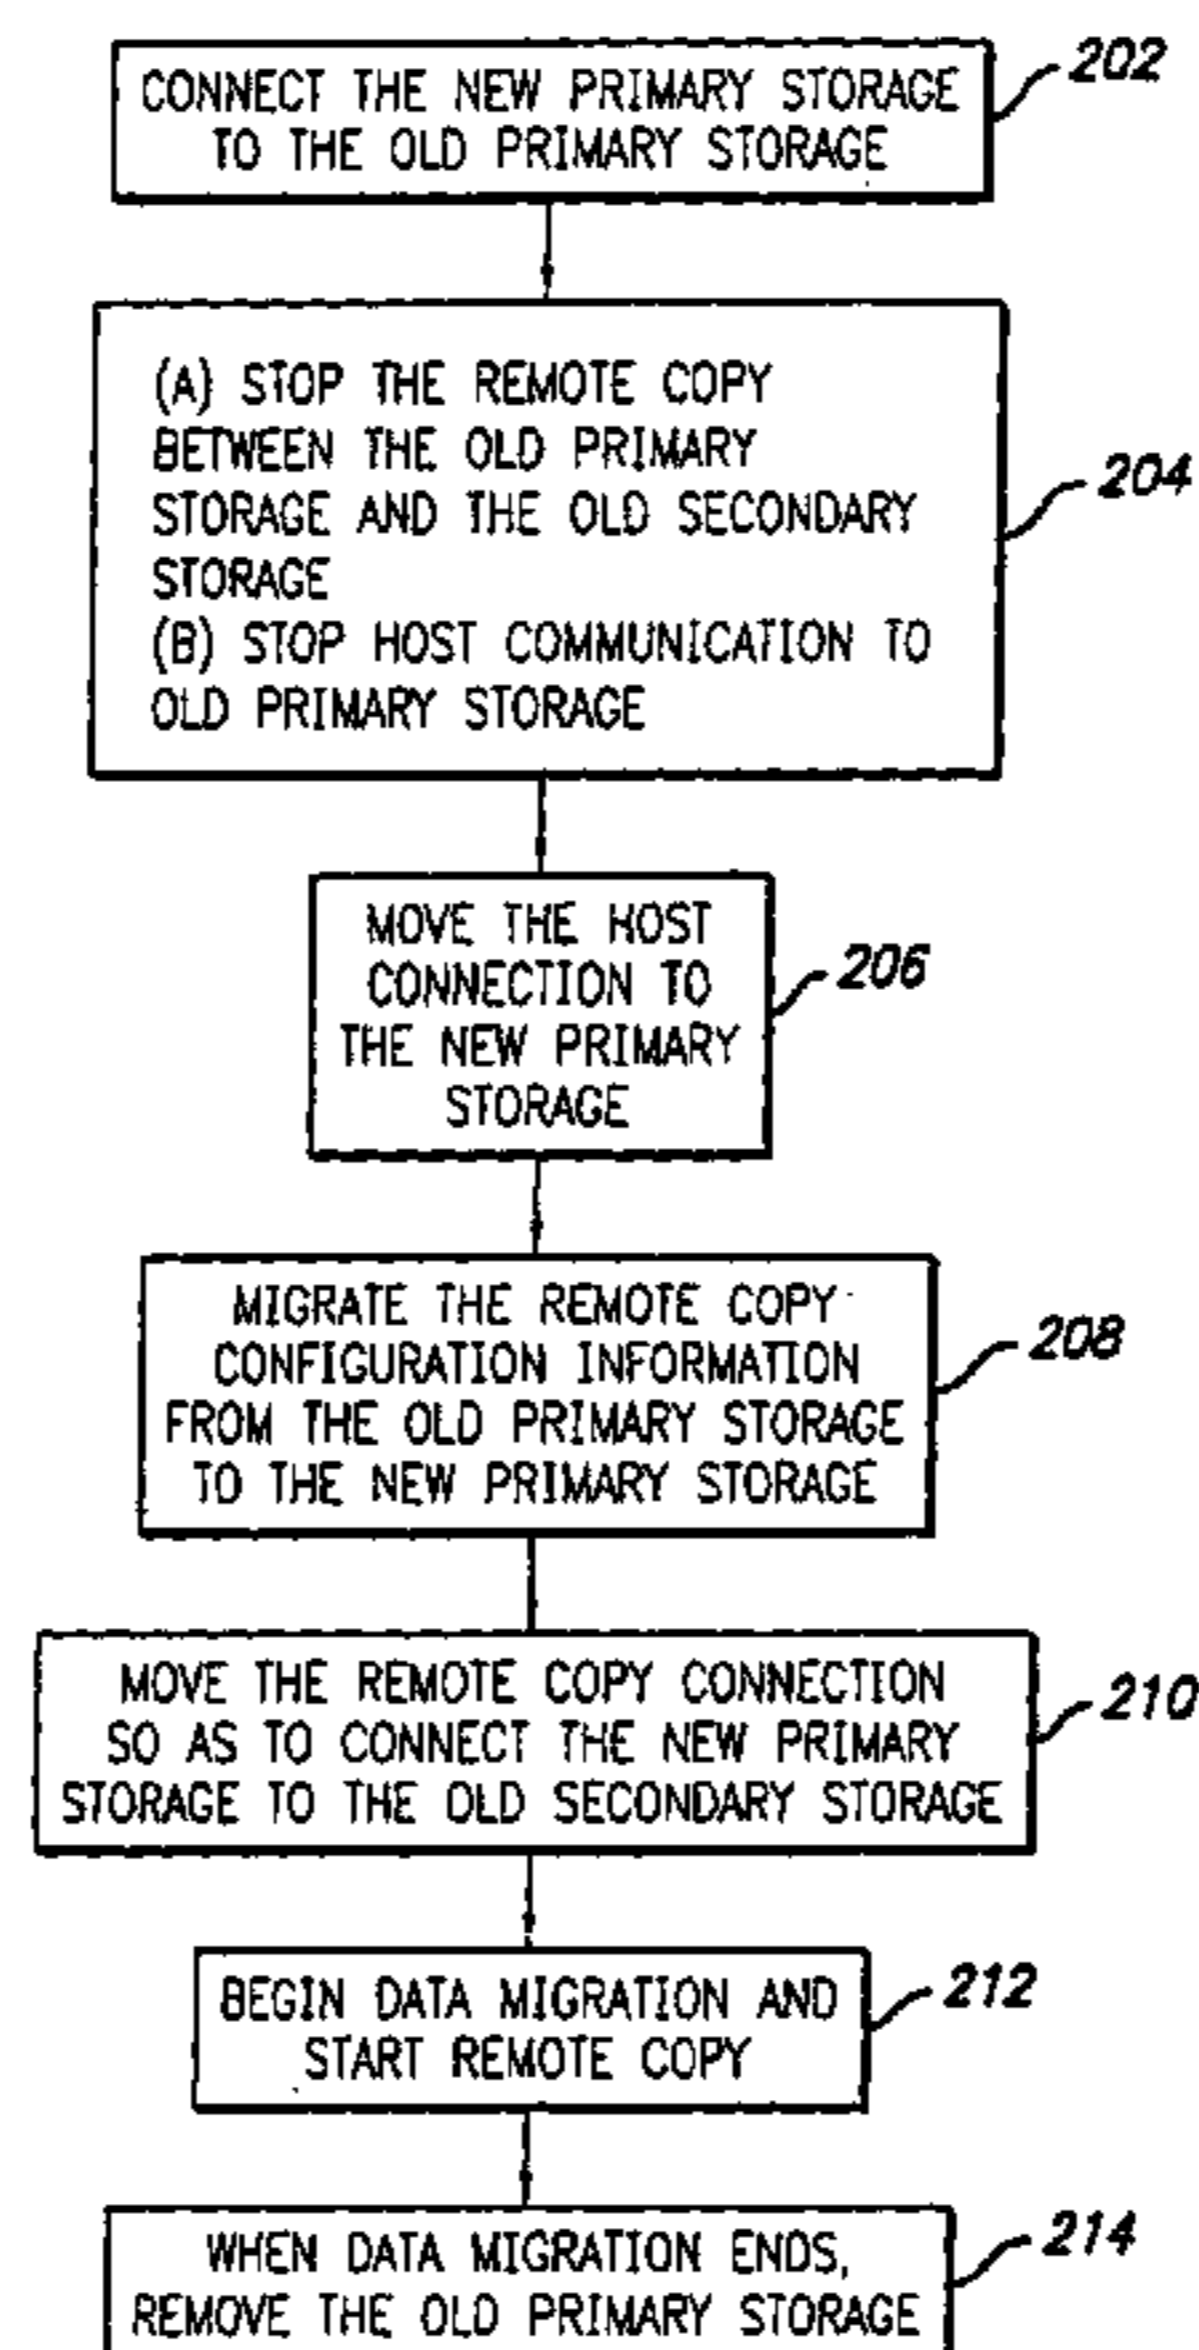 CONNECT THE NEW PRIMARY STORAGE
TO THE OLD PRIMARY STORAGE
202
(A) STOP THE REMOTE COPY
BETWEEN THE OLD PRIMARY
STORAGE AND THE OLD SECONDARY
STORAGE
(B) STOP HOST COMMUNICATION TO
OLD PRIMARY STORAGE
204
MOVE THE HOST
CONNECTION TO
THE NEW PRIMARY
STORAGE
206
MIGRATE THE REMOTE COPY
CONFIGURATION INFORMATION
FROM THE OLD PRIMARY STORAGE
TO THE NEW PRIMARY STORAGE
208
MOVE THE REMOTE COPY CONNECTION
SO AS TO CONNECT THE NEW PRIMARY
STORAGE TO THE OLD SECONDARY STORAGE
210
BEGIN DATA MIGRATION AND
START REMOTE COPY
212
WHEN DATA MIGRATION ENDS,
REMOVE THE OLD PRIMARY STORAGE
214